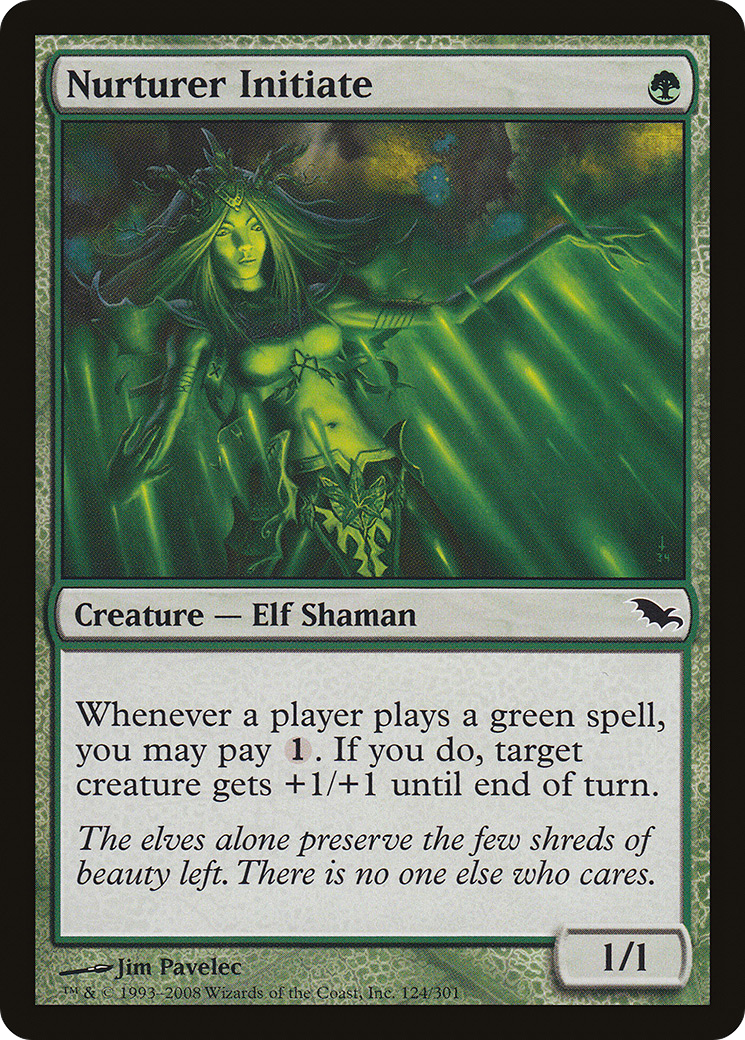 Nurturer Initiate
Creature — Elf Shaman
Whenever a player plays a green spell,
you may pay 1. If you do, target
creature gets +1/+1 until end of turn.
The elves alone preserve the few shreds of
beauty left. There is no one else who cares.
1/1
Jim Pavelec
™ & © 1993–2008 Wizards of the Coast, Inc. 124/301